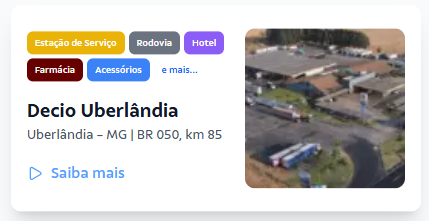 Estação de Serviço Rodovia Hotel
Farmácia Acessórios e mais...
Decio Uberlândia
Uberlândia – MG | BR 050, km 85
Saiba mais